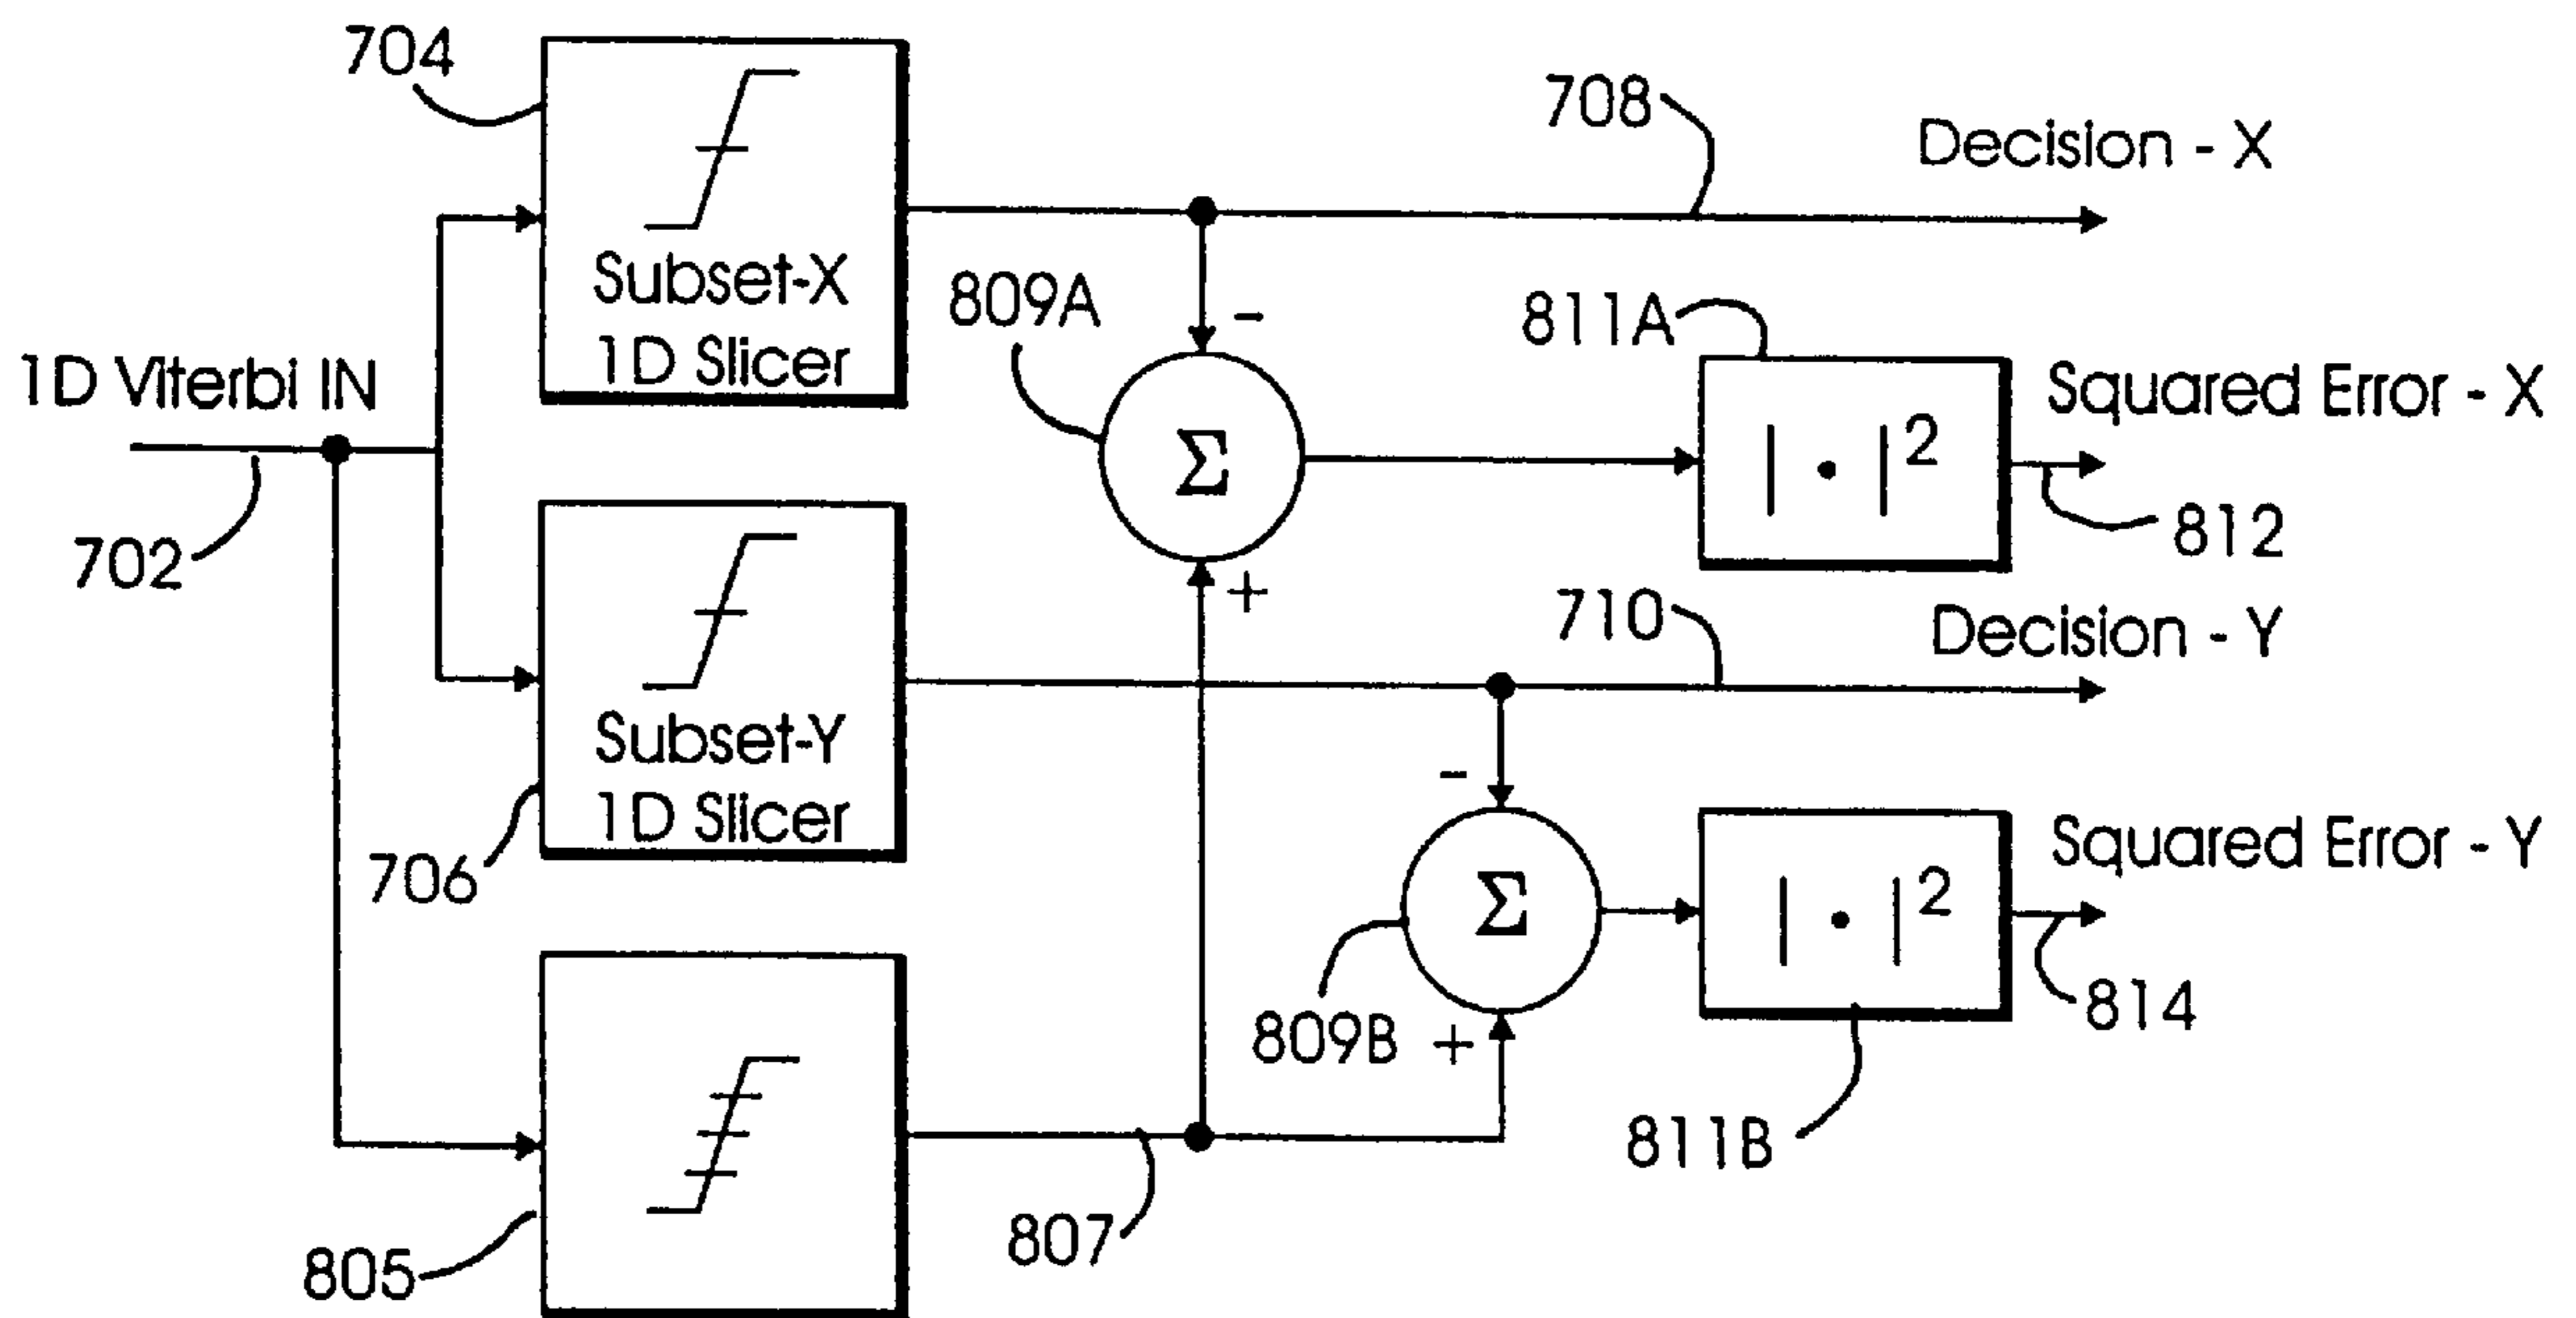 704
708
Decision - X
Subset-X
1D Slicer
809A
-
811A
1D Viterbi IN
Σ
| • |2
Squared Error - X
702
812
+
710
Decision - Y
Subset-Y
1D Slicer
706
-
Σ
| • |2
Squared Error - Y
809B
+
814
811B
807
805